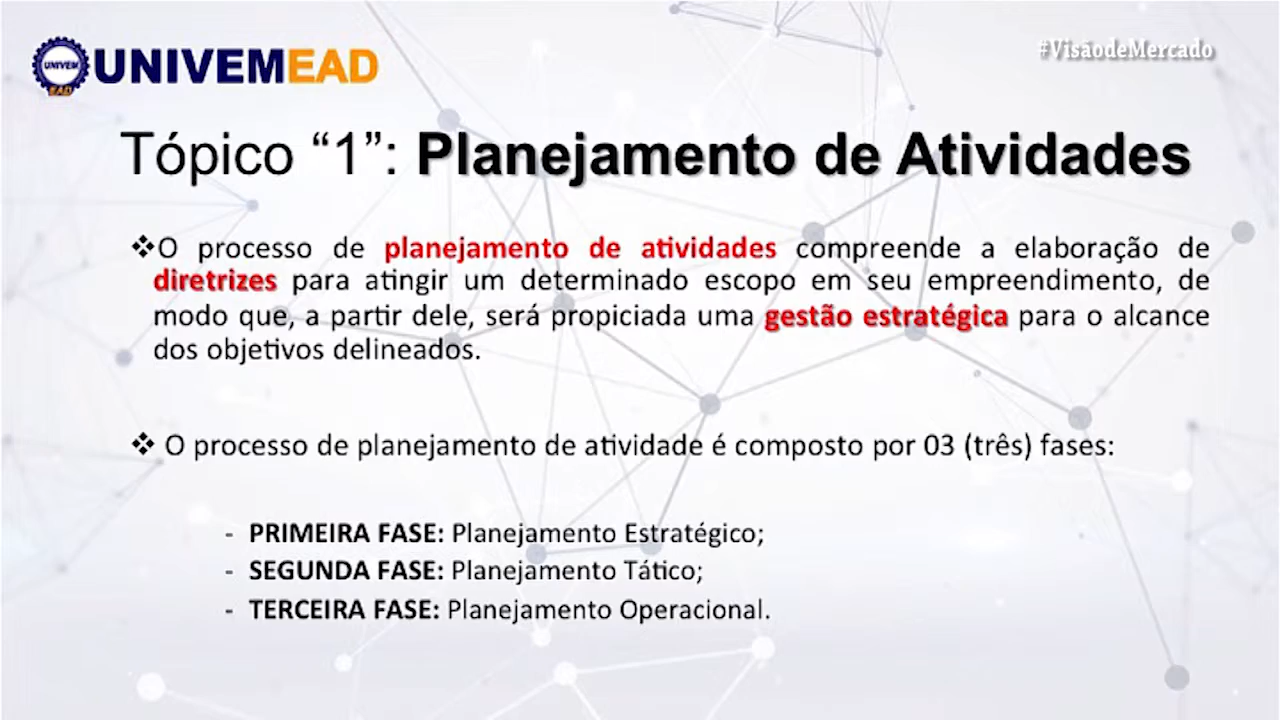 UNIVEM
EAD
UNIVEMEAD
#VisãodeMercado
Tópico “1”: Planejamento de Atividades
❖O processo de planejamento de atividades compreende a elaboração de
diretrizes para atingir um determinado escopo em seu empreendimento, de
modo que, a partir dele, será propiciada uma gestão estratégica para o alcance
dos objetivos delineados.
❖ O processo de planejamento de atividade é composto por 03 (três) fases:
- PRIMEIRA FASE: Planejamento Estratégico;
- SEGUNDA FASE: Planejamento Tático;
- TERCEIRA FASE: Planejamento Operacional.